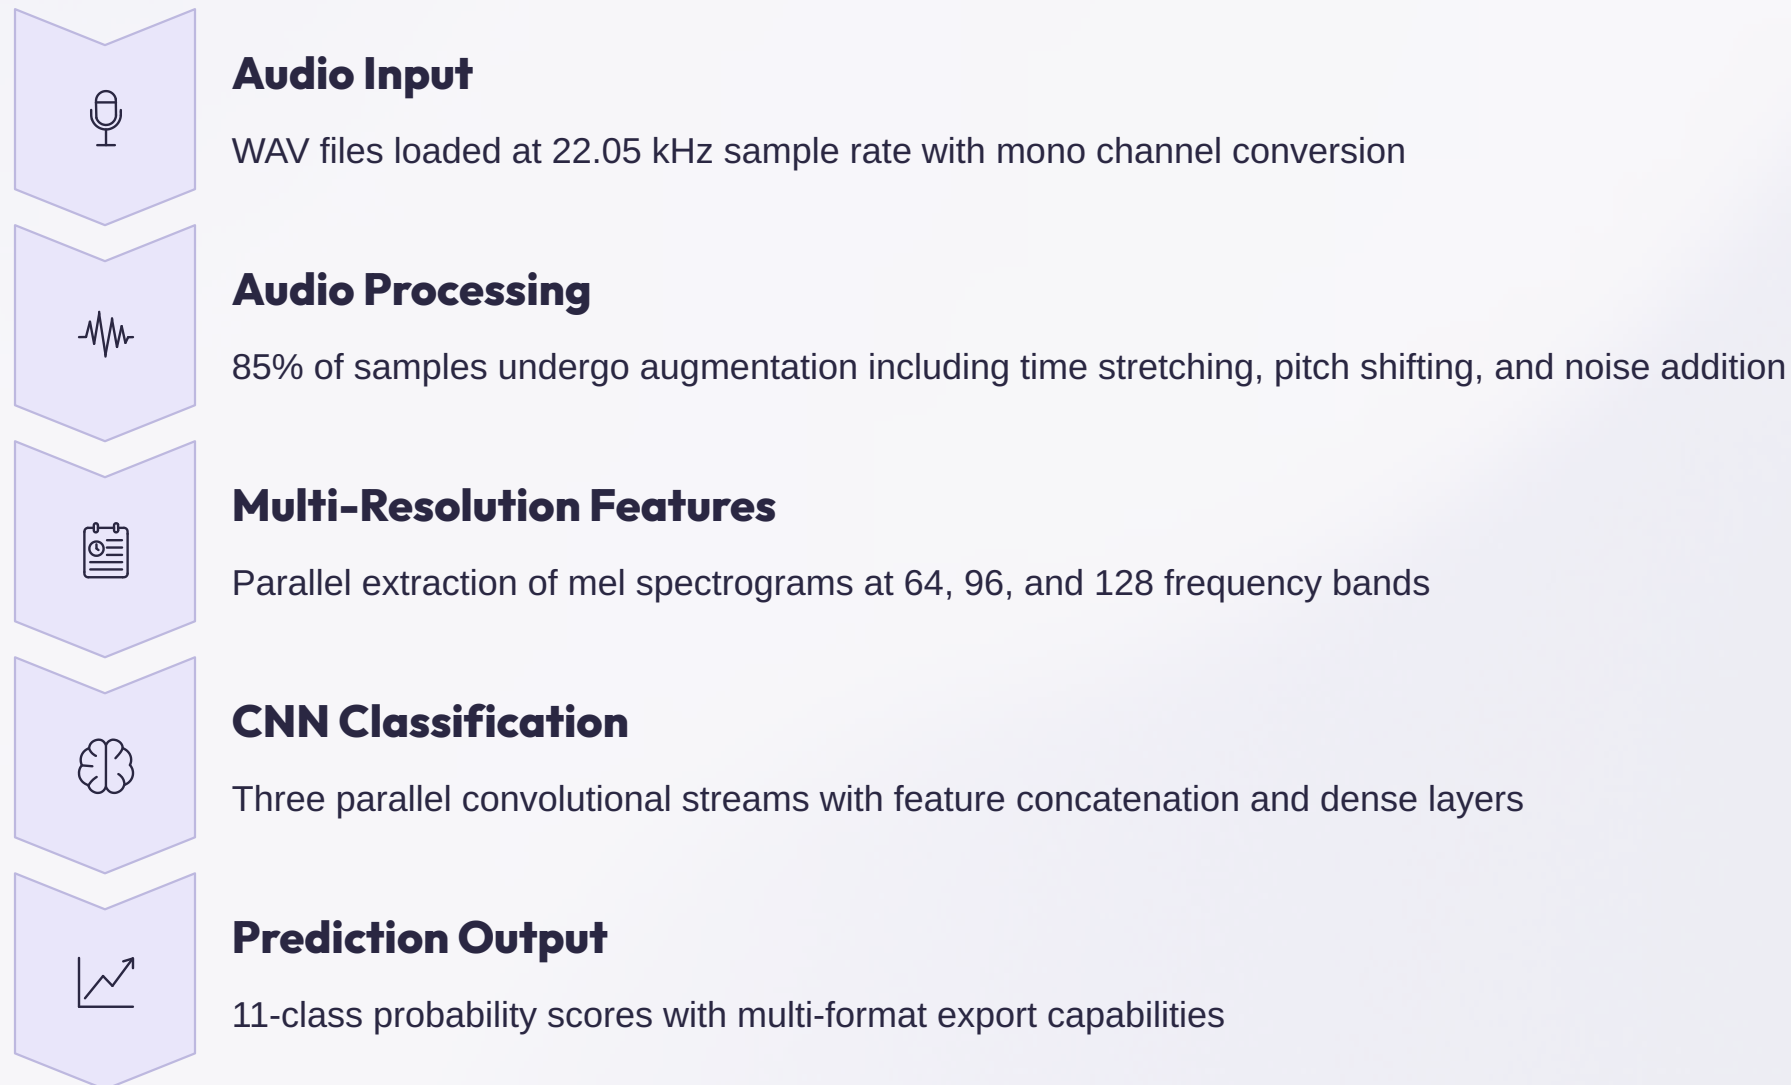 Audio Input
WAV files loaded at 22.05 kHz sample rate with mono channel conversion
Audio Processing
85% of samples undergo augmentation including time stretching, pitch shifting, and noise addition
Multi-Resolution Features
Parallel extraction of mel spectrograms at 64, 96, and 128 frequency bands
CNN Classification
Three parallel convolutional streams with feature concatenation and dense layers
Prediction Output
11-class probability scores with multi-format export capabilities